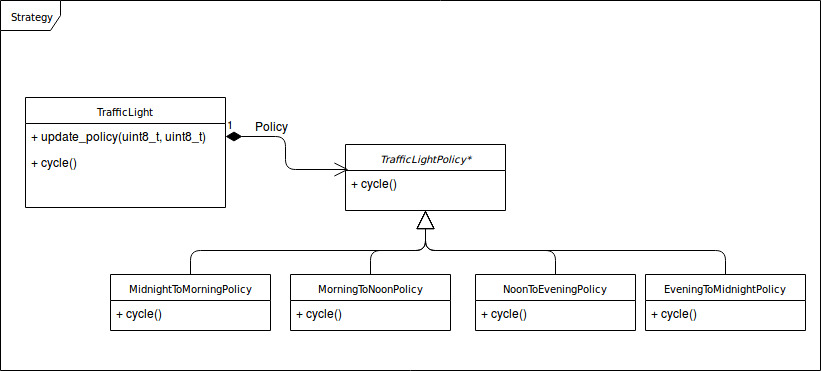 Strategy
TrafficLight
+ update_policy(uint8_t, uint8_t)
+ cycle()
1
Policy
TrafficLightPolicy*
+ cycle()
MidnightToMorningPolicy
+ cycle()
MorningToNoonPolicy
+ cycle()
NoonToEveningPolicy
+ cycle()
EveningToMidnightPolicy
+ cycle()